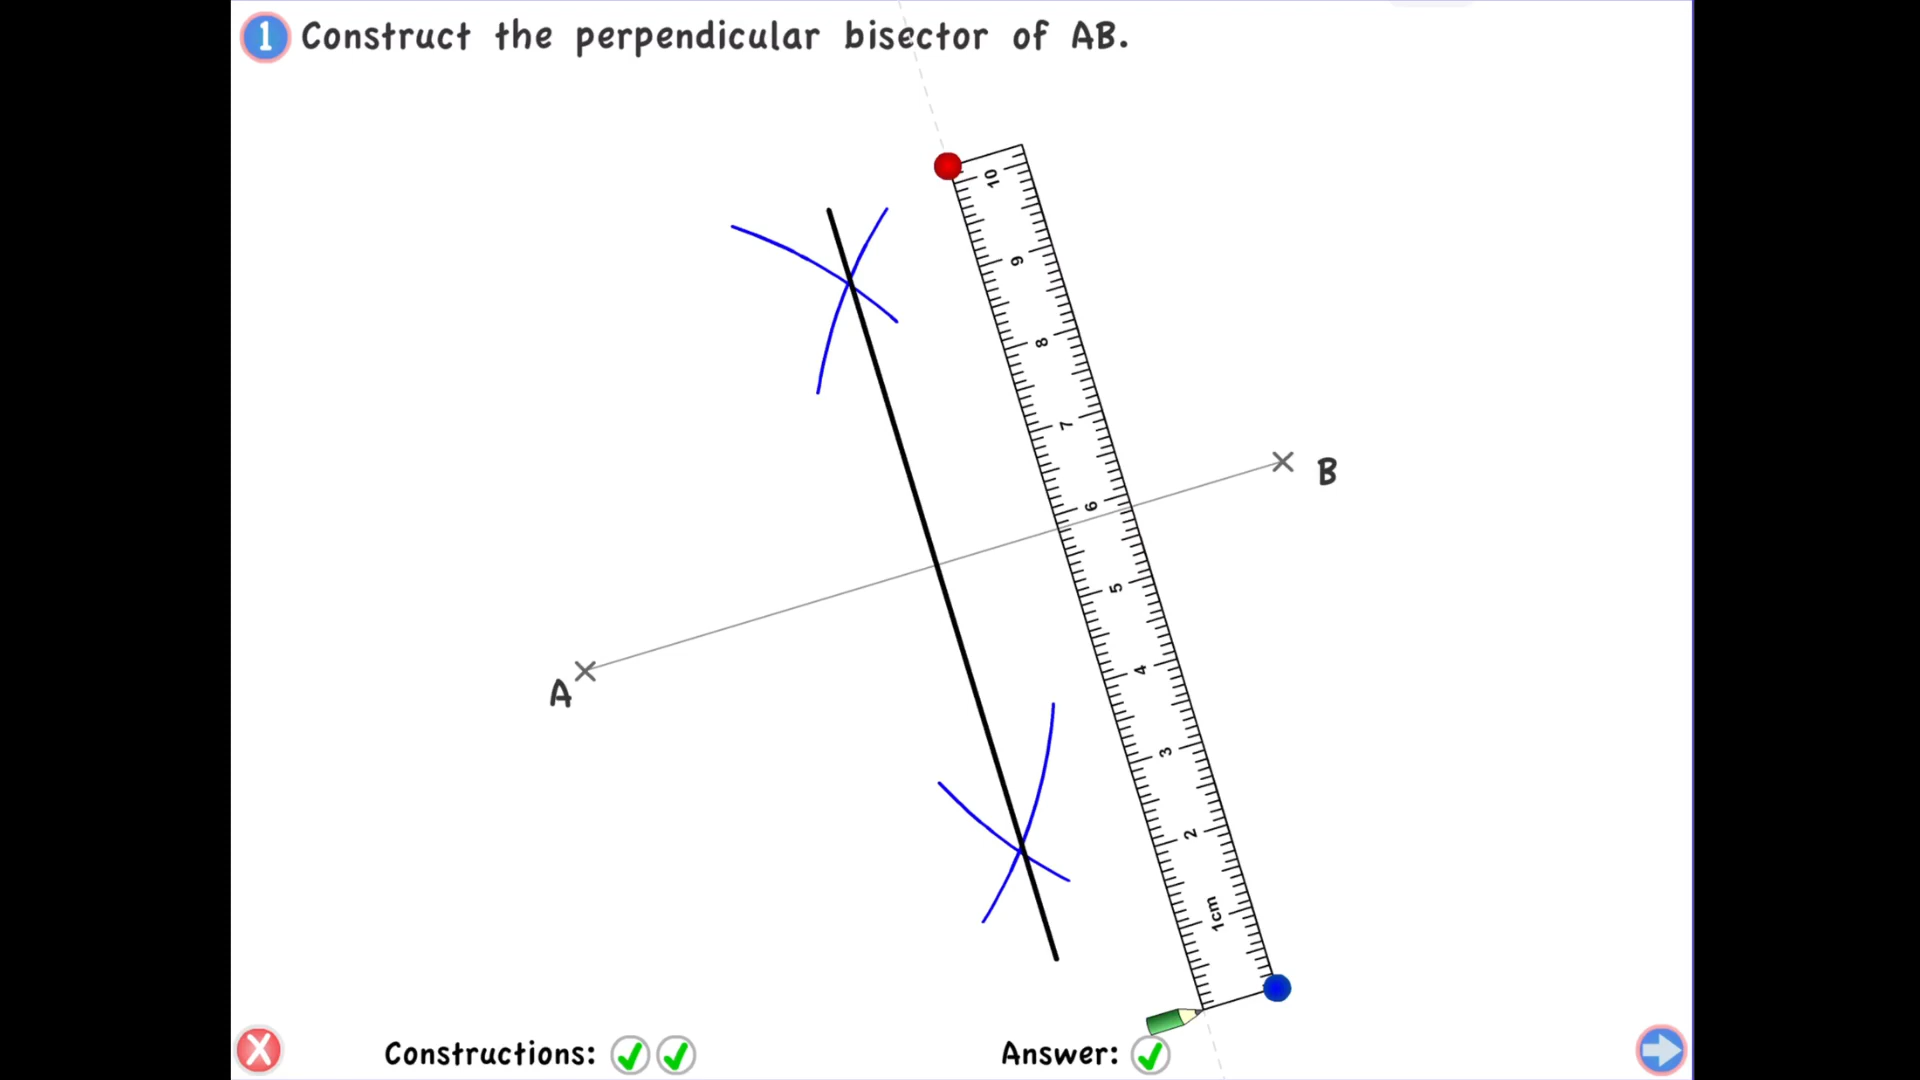 1 Construct the perpendicular bisector of AB.
10
9
8
7
6
B
5
4
A
3
2
1cm
Constructions:
Answer: